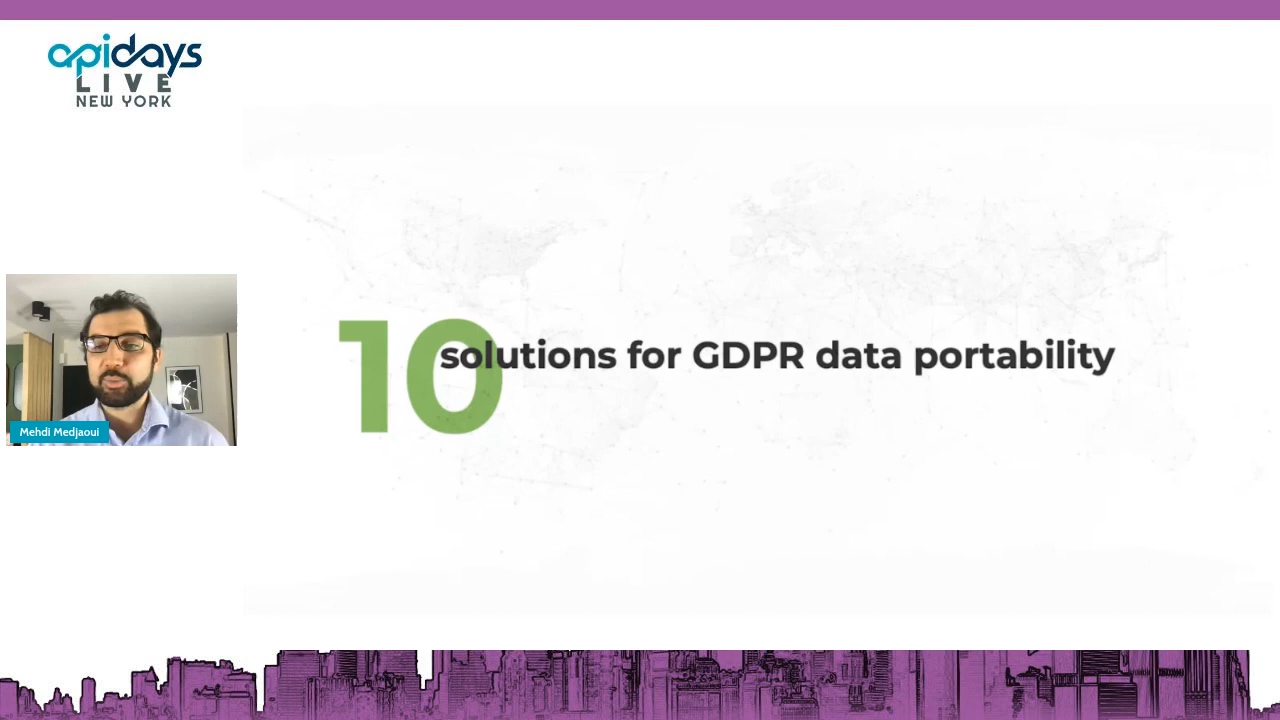 apidays
LIVE
NEW YORK
10
solutions for GDPR data portability
Mehdi Medjaoui